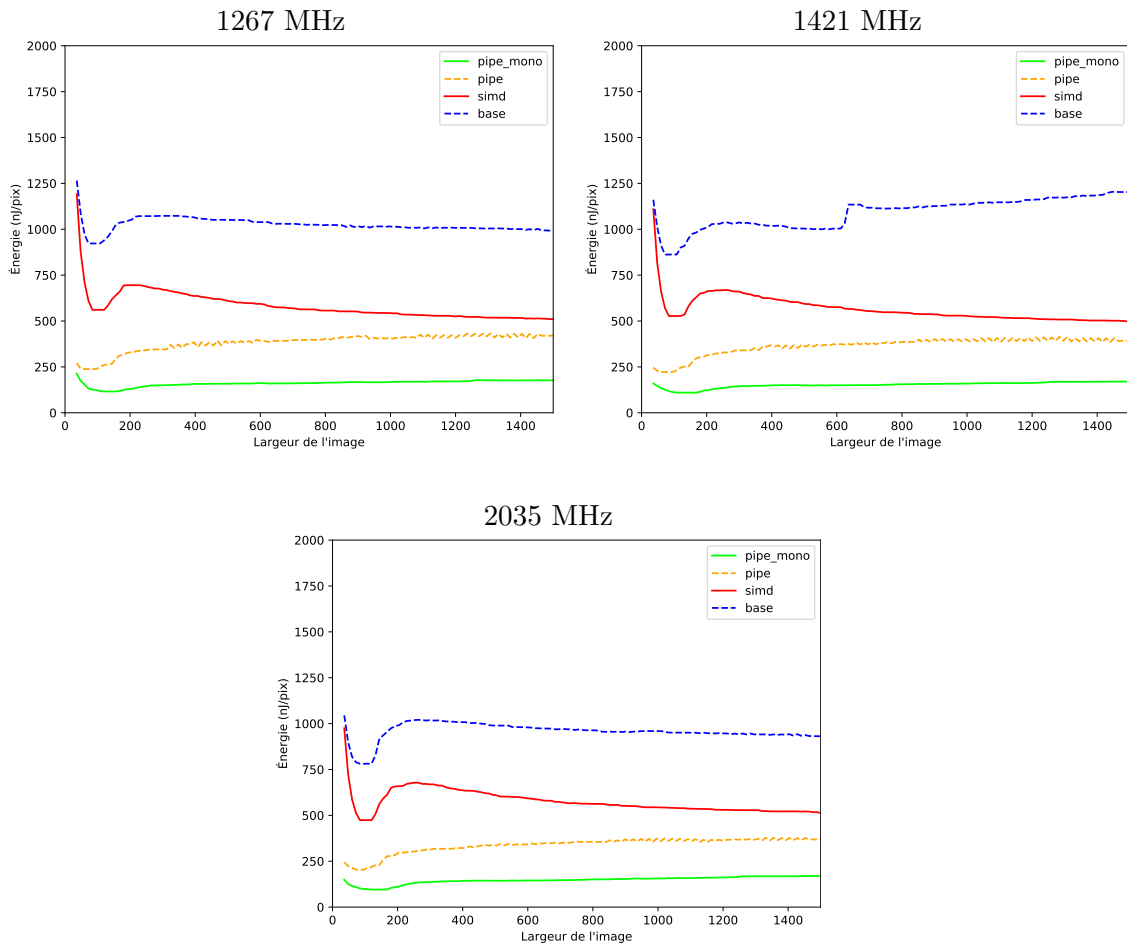 1267 MHz
2000
1750
1500
1250
1000
750
500
250
0
Énergie (nJ/pix)
pipe_mono
pipe
simd
base
0 200 400 600 800 1000 1200 1400
Largeur de l'image
1421 MHz
2000
1750
1500
1250
1000
750
500
250
0
Énergie (nJ/pix)
pipe_mono
pipe
simd
base
0 200 400 600 800 1000 1200 1400
Largeur de l'image
2035 MHz
2000
1750
1500
1250
1000
750
500
250
0
Énergie (nJ/pix)
pipe_mono
pipe
simd
base
0 200 400 600 800 1000 1200 1400
Largeur de l'image